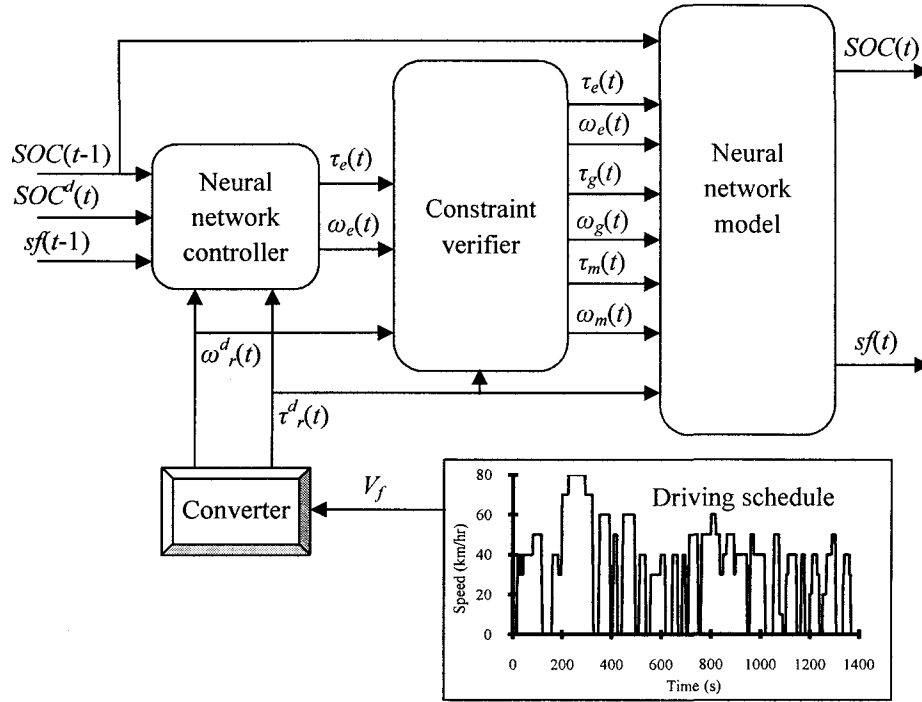 SOC(t)
τe(t)
ωe(t)
τg(t)
ωg(t)
τm(t)
ωm(t)
Neural
network
model
SOC(t-1)
SOC^d(t)
sf(t-1)
Neural
network
controller
τe(t)
ωe(t)
Constraint
verifier
sf(t)
ω^d_r(t)
τ^d_r(t)
Converter
V_f
Driving schedule
Speed (km/hr)
80
60
40
20
0
0 200 400 600 800 1000 1200 1400
Time (s)